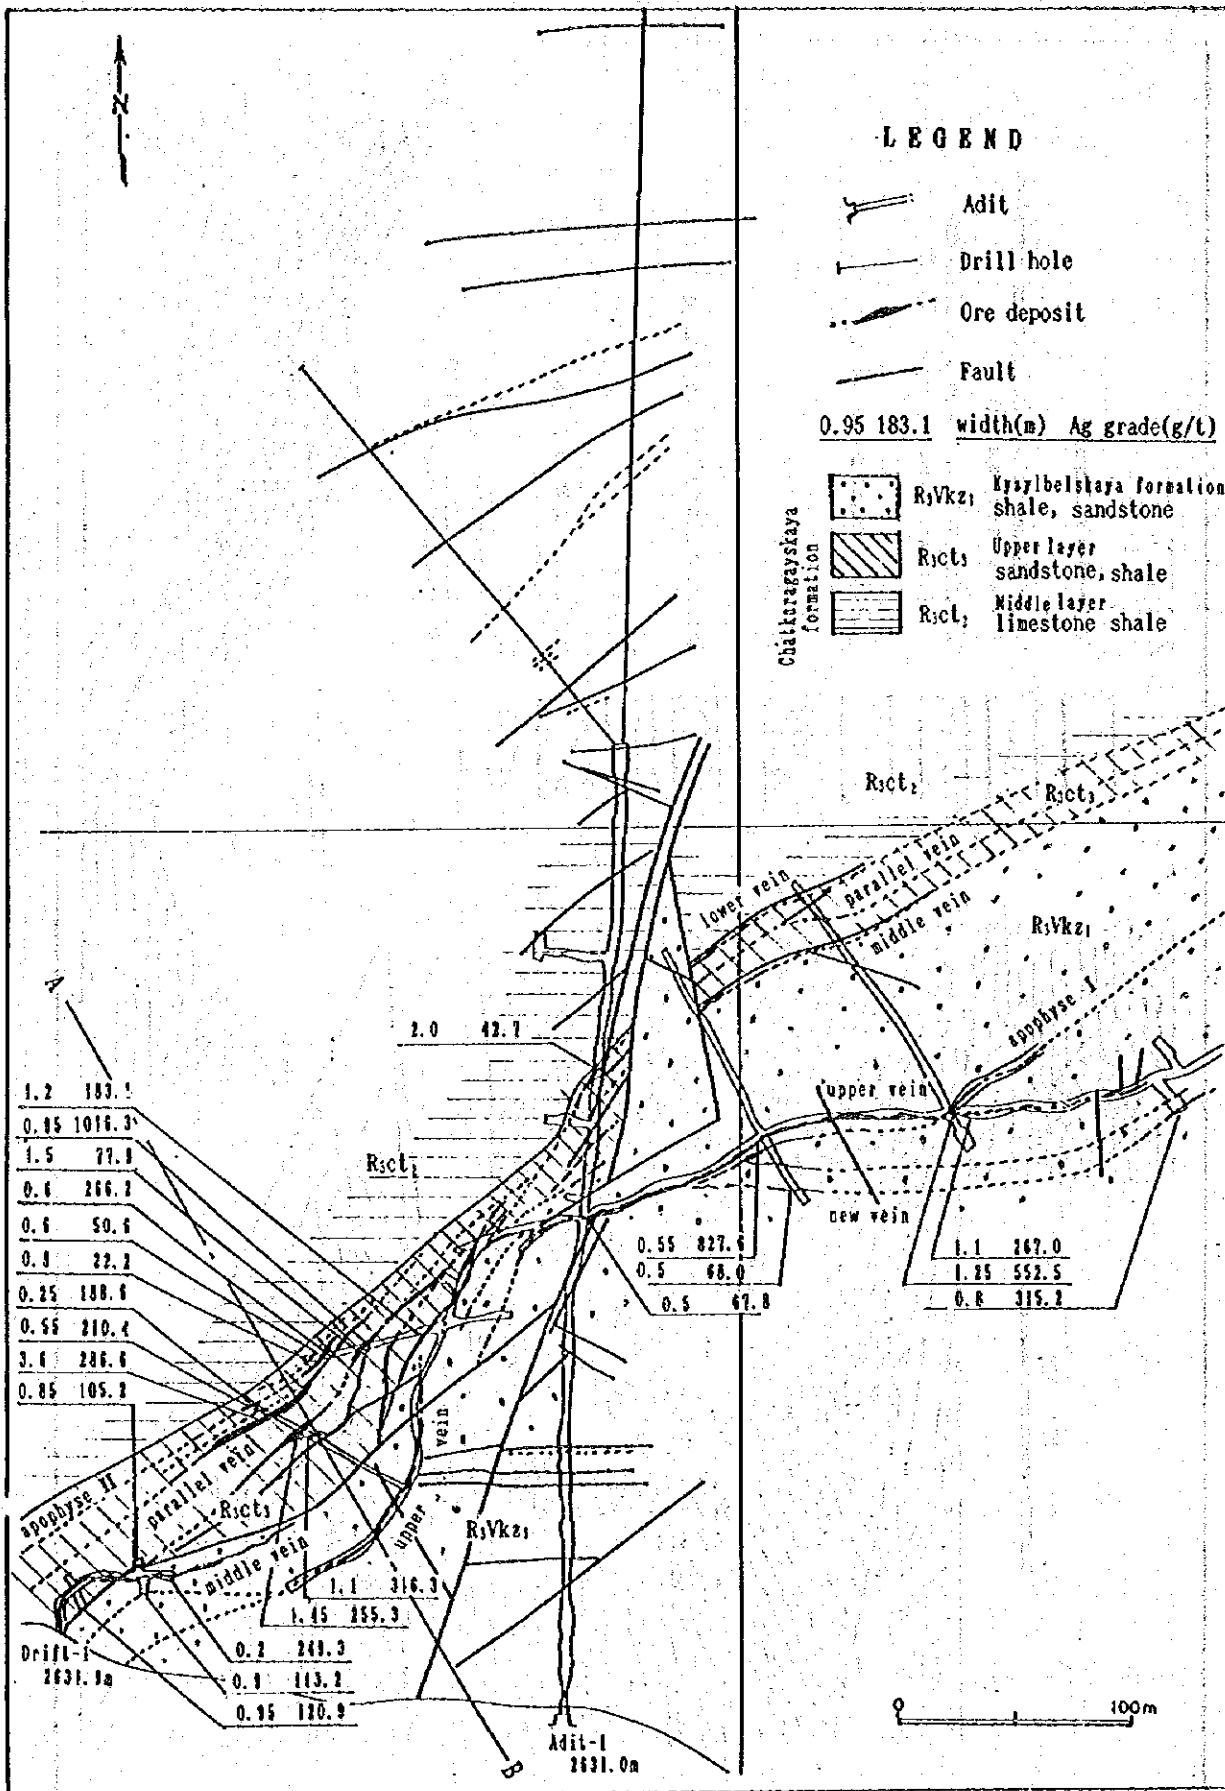 N
LEGEND
Adit
Drill hole
Ore deposit
Fault
0.95 183.1 width(m) Ag grade(g/t)
Chatkaragayskaya formation
R₃Vkz₁ Kysylbelskaya formation
shale, sandstone
R₃ct₃ Upper layer
sandstone, shale
R₃ct₂ Middle layer
limestone shale
R₃ct₂
R₃ct₃
lower vein
parallel vein
middle vein
R₃Vkz₁
apophyse I
A
2.0 42.7
upper vein
1.2 183.1
0.85 1016.3
1.5 77.8
R₃ct₂
0.6 266.2
new vein
0.6 50.6
0.55 827.5
1.1 267.0
22.2
0.5 68.0
1.25 552.5
0.25 188.6
0.5 67.8
0.8 315.2
0.55 210.4
3.6 286.6
0.85 105.2
vein
apophyse II
parallel vein
R₃ct₃
upper
R₃Vkz₁
middle vein
1.1 316.3
1.45 255.3
Drift-1
2631.9m
0.2 249.3
113.2
0.95 120.9
0 100m
Adit-1
2631.0m
B